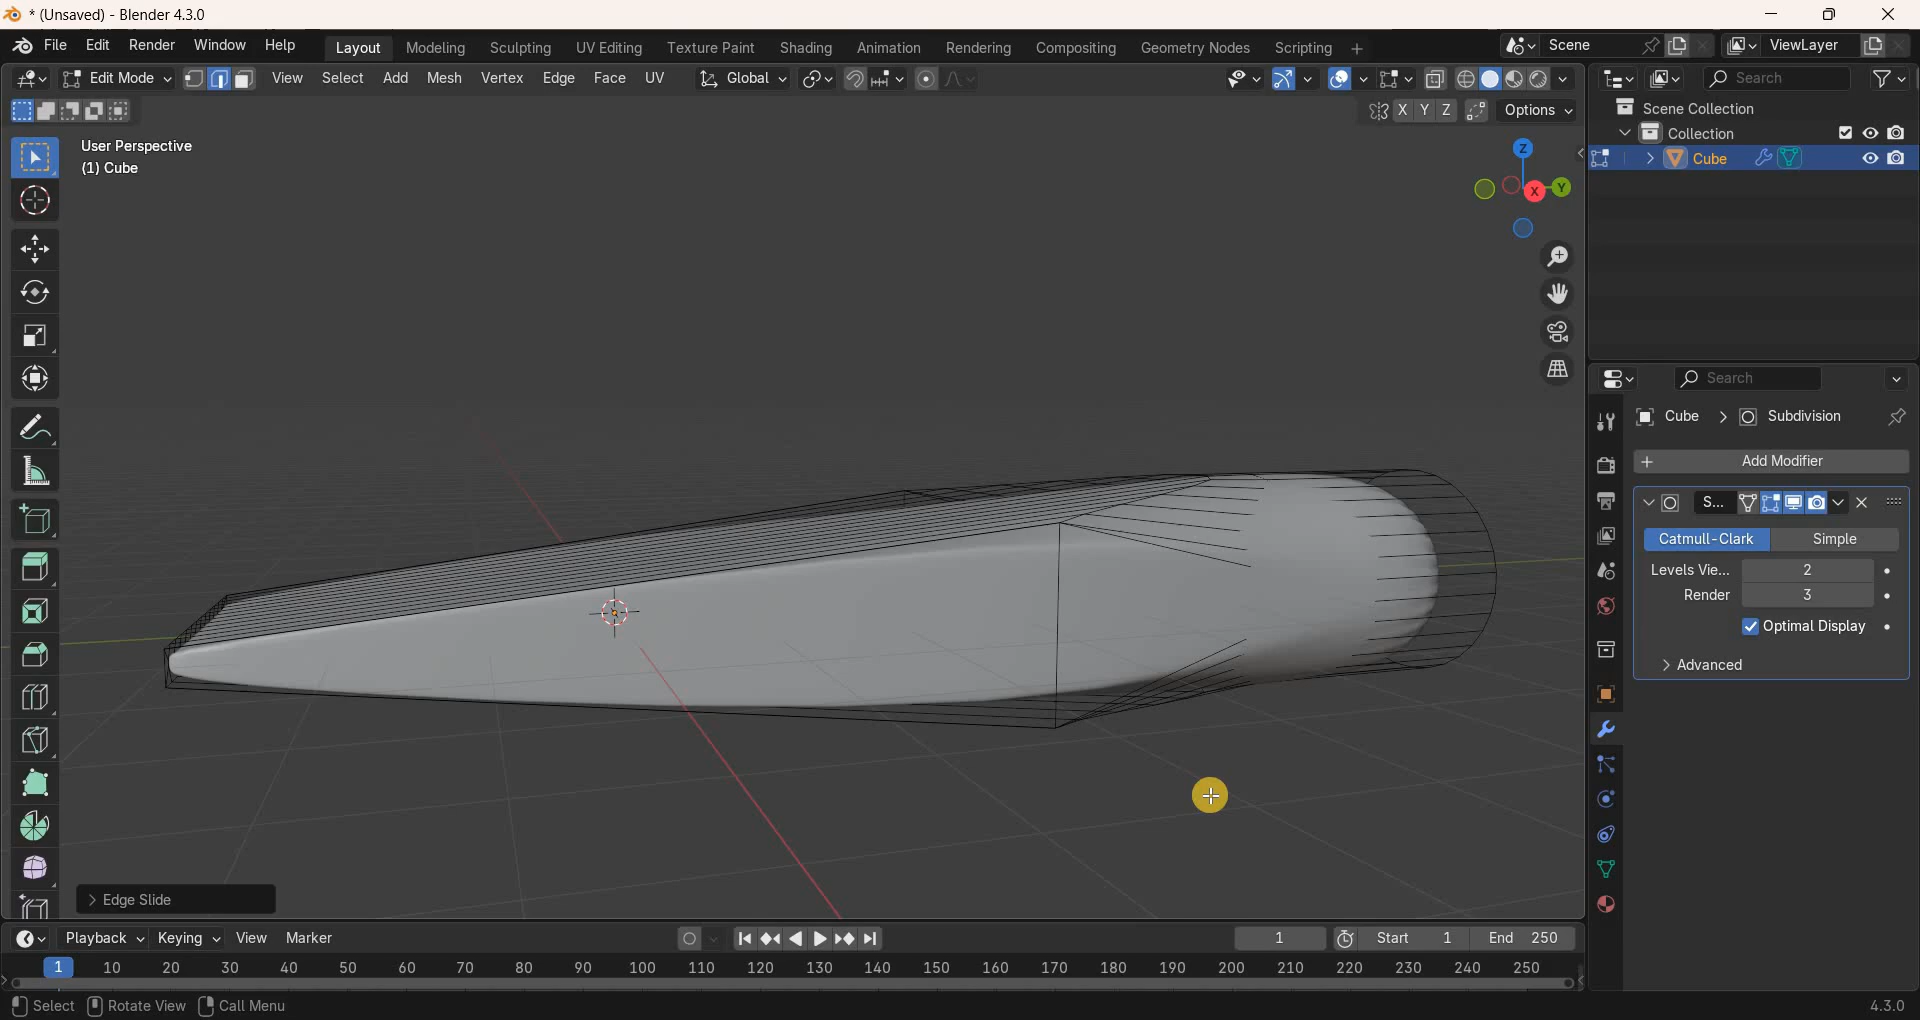 * (Unsaved) - Blender 4.3.0
File Edit Render Window Help Layout Modeling Sculpting UV Editing Texture Paint Shading Animation Rendering Compositing Geometry Nodes Scripting + Scene ViewLayer
Edit Mode View Select Add Mesh Vertex Edge Face UV Global Search
X Y Z Options
Scene Collection
Collection
Cube
User Perspective
(1) Cube
Z
X
Y
Search
Cube > Subdivision
+ Add Modifier
S...
Catmull-Clark Simple
Levels Vie... 2
Render 3
Optimal Display
> Advanced
> Edge Slide
Playback Keying View Marker 1 Start 1 End 250
1 10 20 30 40 50 60 70 80 90 100 110 120 130 140 150 160 170 180 190 200 210 220 230 240 250
Select Rotate View Call Menu 4.3.0